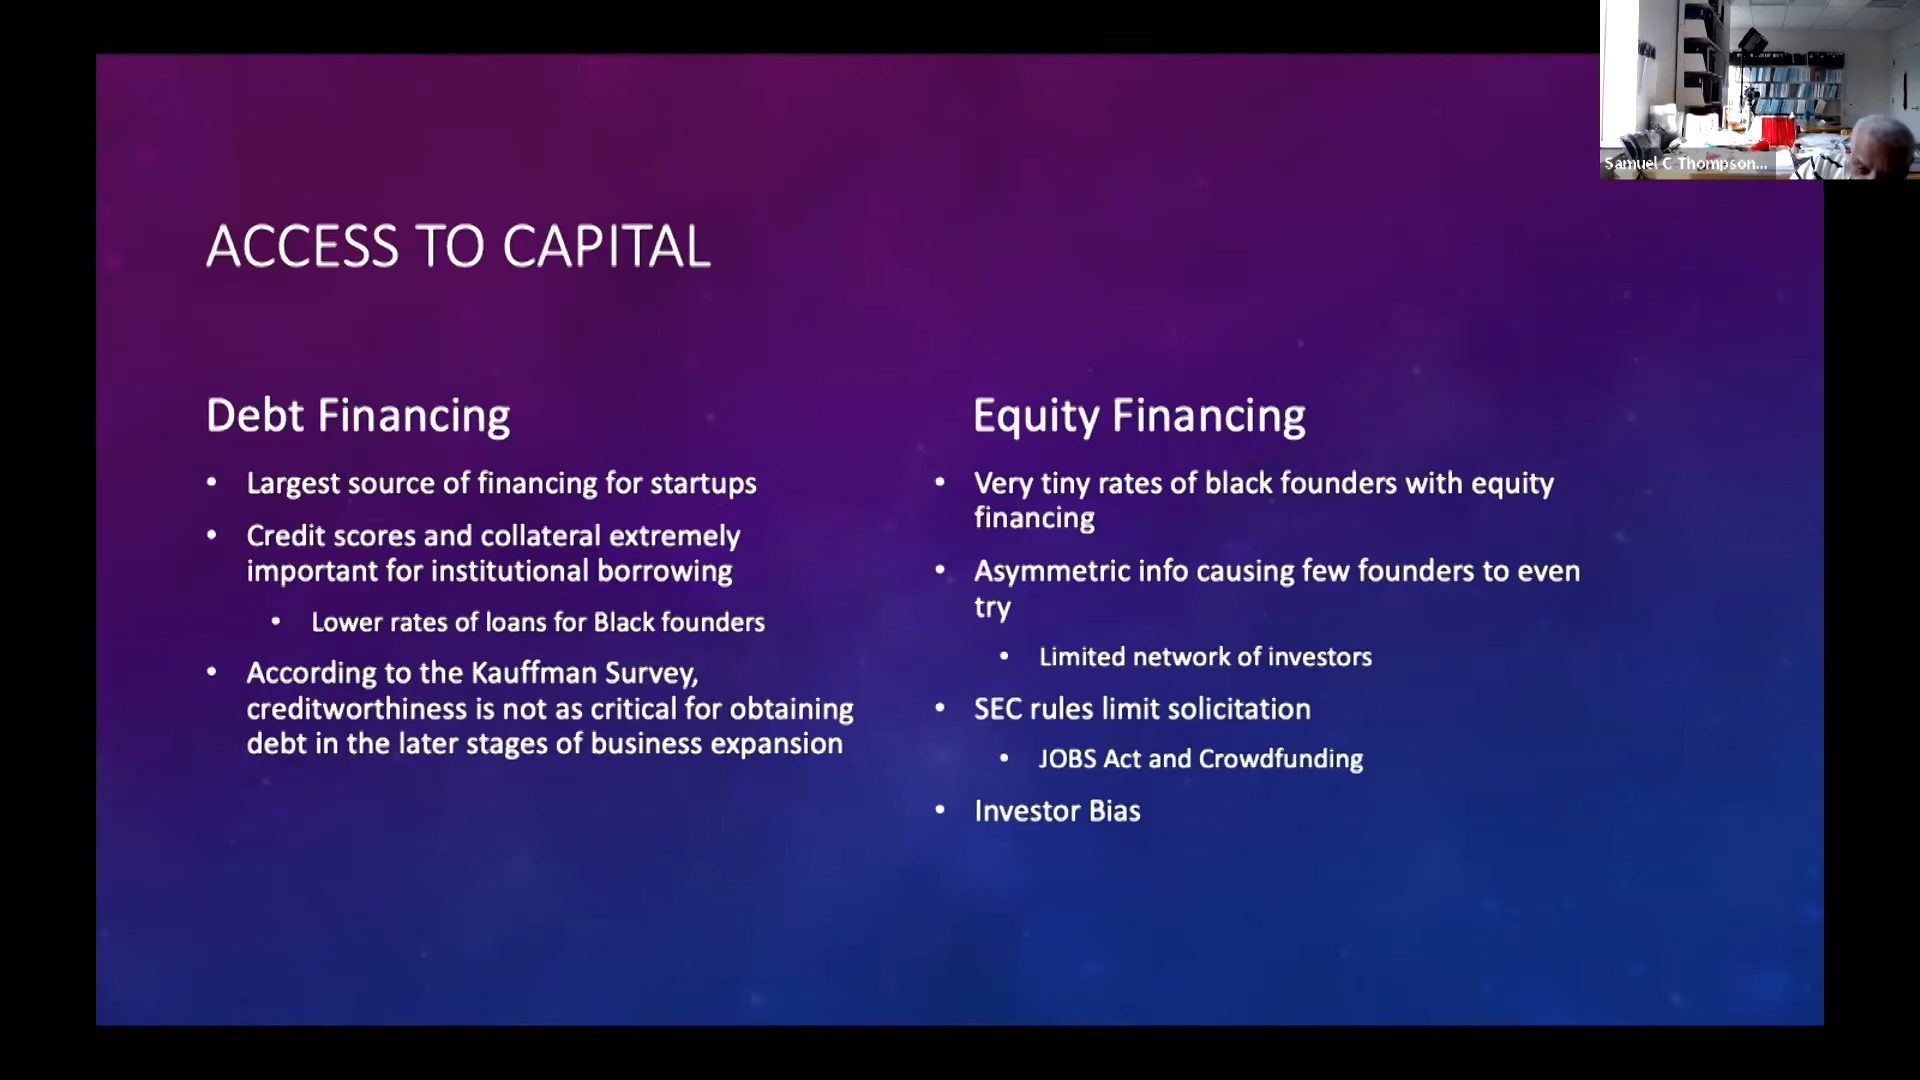 Samuel C Thompson...
ACCESS TO CAPITAL
Debt Financing
• Largest source of financing for startups
• Credit scores and collateral extremely
important for institutional borrowing
• Lower rates of loans for Black founders
• According to the Kauffman Survey,
creditworthiness is not as critical for obtaining
debt in the later stages of business expansion
Equity Financing
• Very tiny rates of black founders with equity
financing
• Asymmetric info causing few founders to even
try
• Limited network of investors
• SEC rules limit solicitation
• JOBS Act and Crowdfunding
• Investor Bias